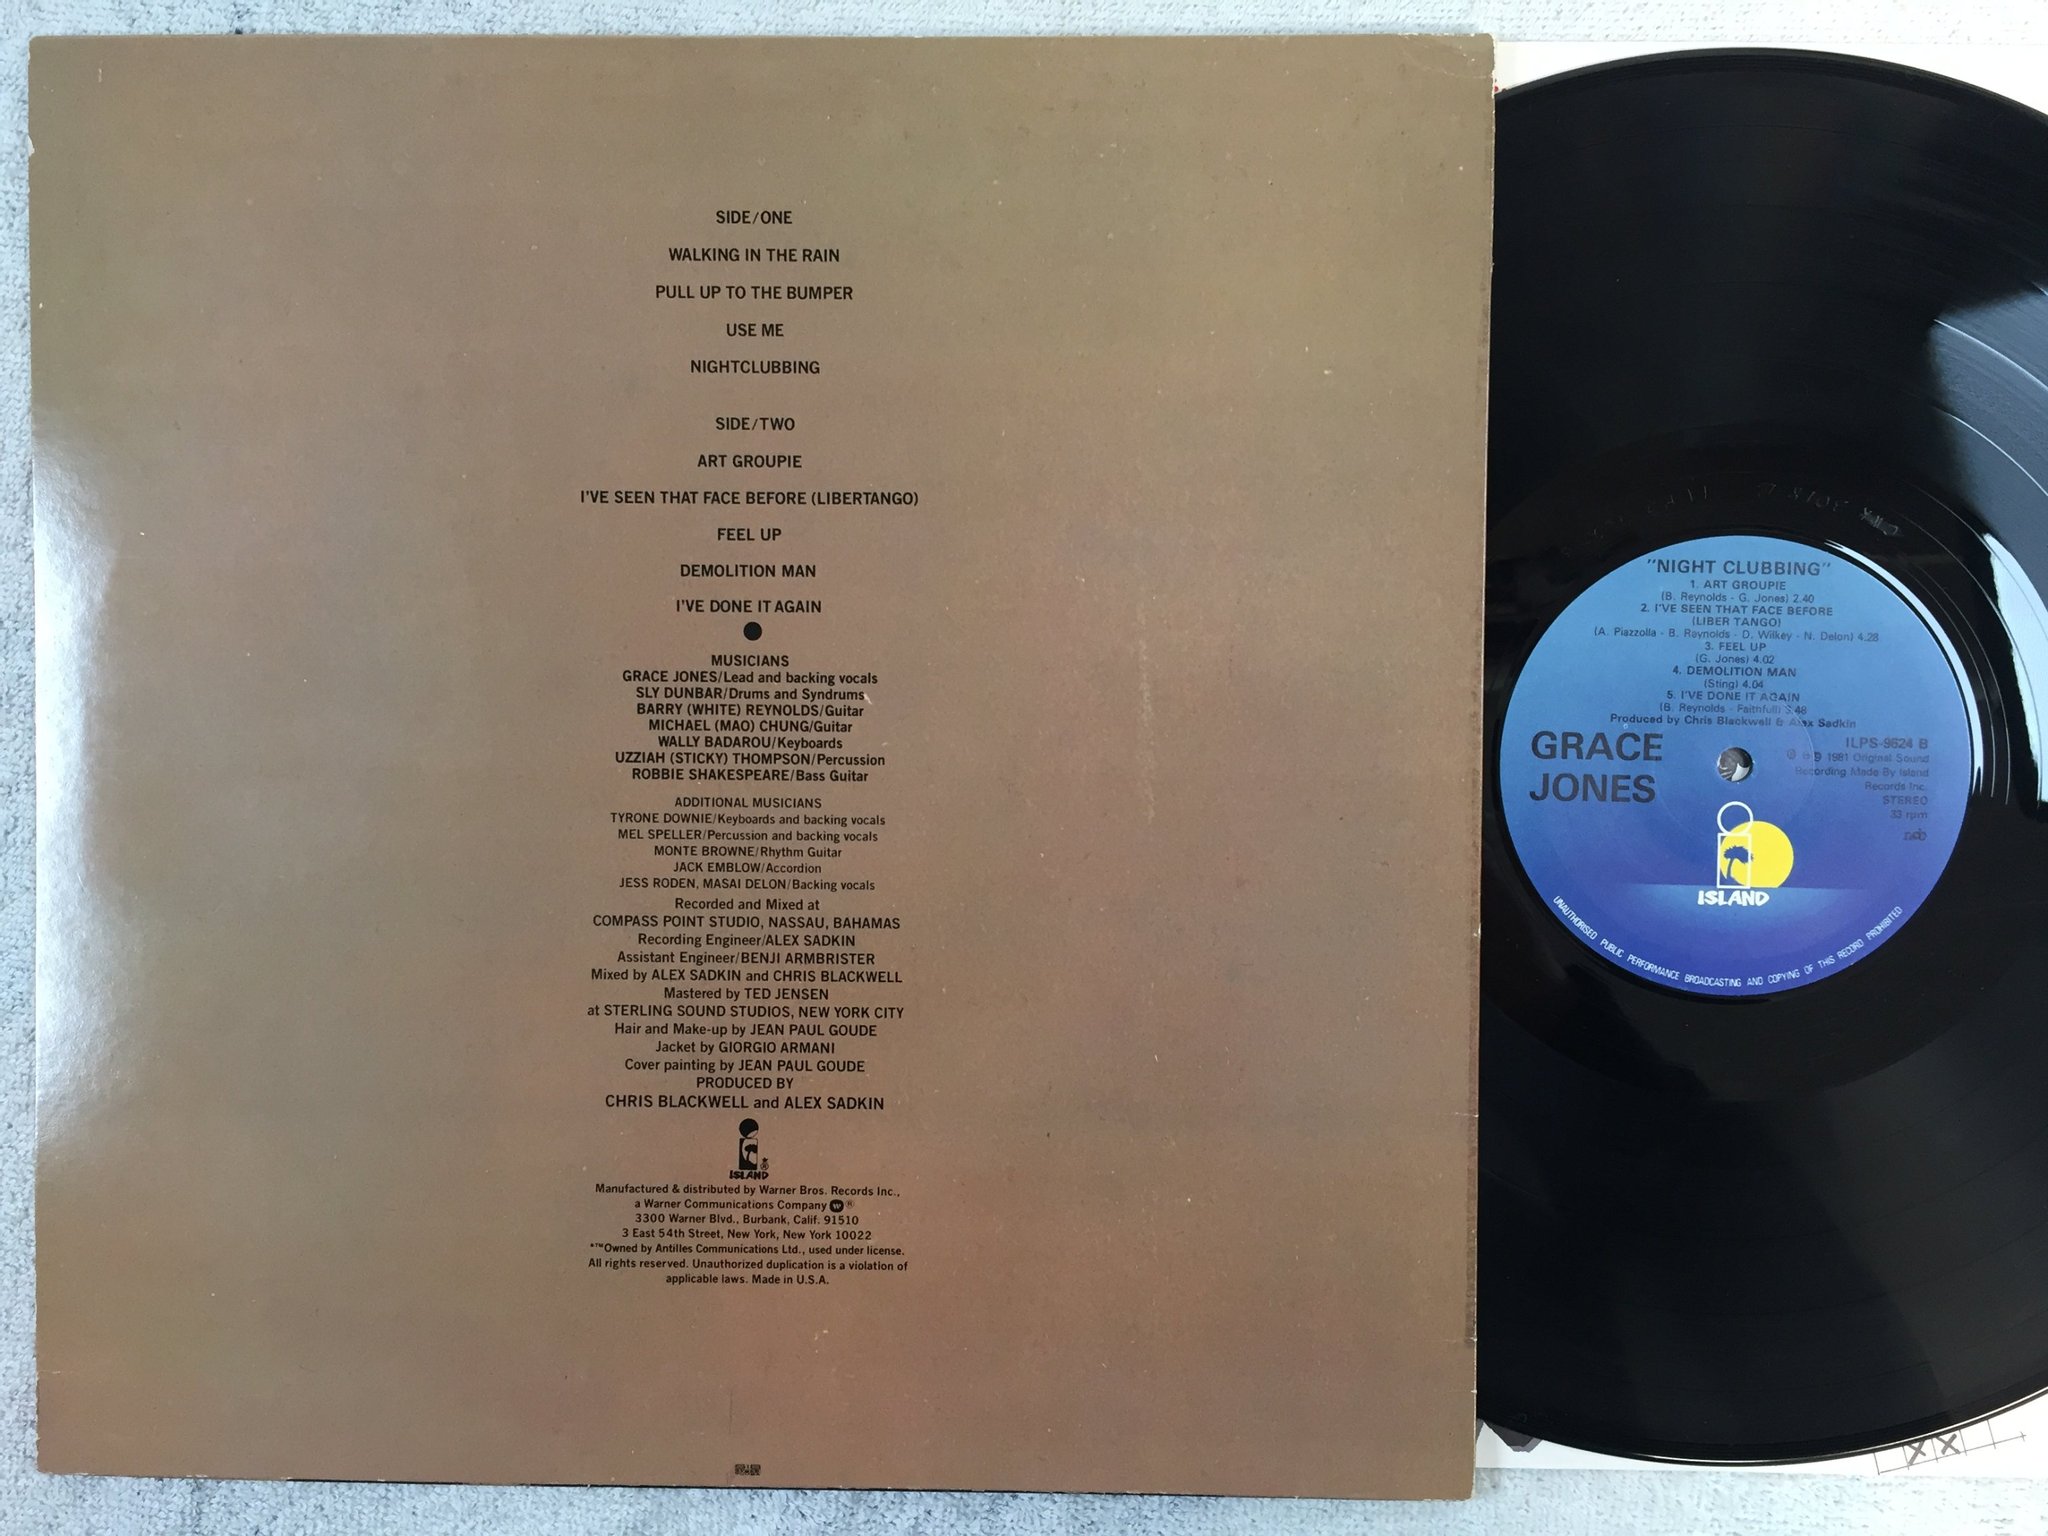 SIDE/ONE
WALKING IN THE RAIN
PULL UP TO THE BUMPER
USE ME
NIGHTCLUBBING
SIDE/TWO
ART GROUPIE
I'VE SEEN THAT FACE BEFORE (LIBERTANGO)
FEEL UP
DEMOLITION MAN
I'VE DONE IT AGAIN
MUSICIANS
GRACE JONES/Lead and backing vocals
SLY DUNBAR/Drums and Syndrums
BARRY (WHITE) REYNOLDS/Guitar
MICHAEL (MAO) CHUNG/Guitar
WALLY BADAROU/Keyboards
UZZIAH (STICKY) THOMPSON/Percussion
ROBBIE SHAKESPEARE/Bass Guitar
ADDITIONAL MUSICIANS
TYRONE DOWNIE/Keyboards and backing vocals
MEL SPELLER/Percussion and backing vocals
MONTE BROWNE/Rhythm Guitar
JACK EMBLOW/Accordion
JESS RODEN, MASAI DELON/Backing vocals
Recorded and Mixed at
COMPASS POINT STUDIO, NASSAU, BAHAMAS
Recording Engineer/ALEX SADKIN
Assistant Engineer/BENJI ARMBRISTER
Mixed by ALEX SADKIN and CHRIS BLACKWELL
Mastered by TED JENSEN
at STERLING SOUND STUDIOS, NEW YORK CITY
Hair and Make-up by JEAN PAUL GOUDE
Jacket by GIORGIO ARMANI
Cover painting by JEAN PAUL GOUDE
PRODUCED BY
CHRIS BLACKWELL and ALEX SADKIN
ISLAND
Manufactured & distributed by Warner Bros. Records Inc.,
a Warner Communications Company ®
3300 Warner Blvd., Burbank, Calif. 91510
3 East 54th Street, New York, New York 10022
*™Owned by Antilles Communications Ltd., used under license.
All rights reserved. Unauthorized duplication is a violation of
applicable laws. Made in U.S.A.
"NIGHT CLUBBING"
1. ART GROUPIE
(B. Reynolds - G. Jones) 2.40
2. I'VE SEEN THAT FACE BEFORE
(LIBER TANGO)
(A. Piazzolla - B. Reynolds - D. Wilkey - N. Delon) 4.28
3. FEEL UP
(G. Jones) 4.02
4. DEMOLITION MAN
(Sting) 4.04
5. I'VE DONE IT AGAIN
(B. Reynolds - Faithfull) 3.48
Produced by Chris Blackwell & Alex Sadkin
GRACE
JONES
ILPS-9624 B
℗ © 1981 Original Sound
Recording Made By Island
Records Inc.
STEREO
33 rpm
ncb
ISLAND
UNAUTHORISED PUBLIC PERFORMANCE BROADCASTING AND COPYING OF THIS RECORD PROHIBITED